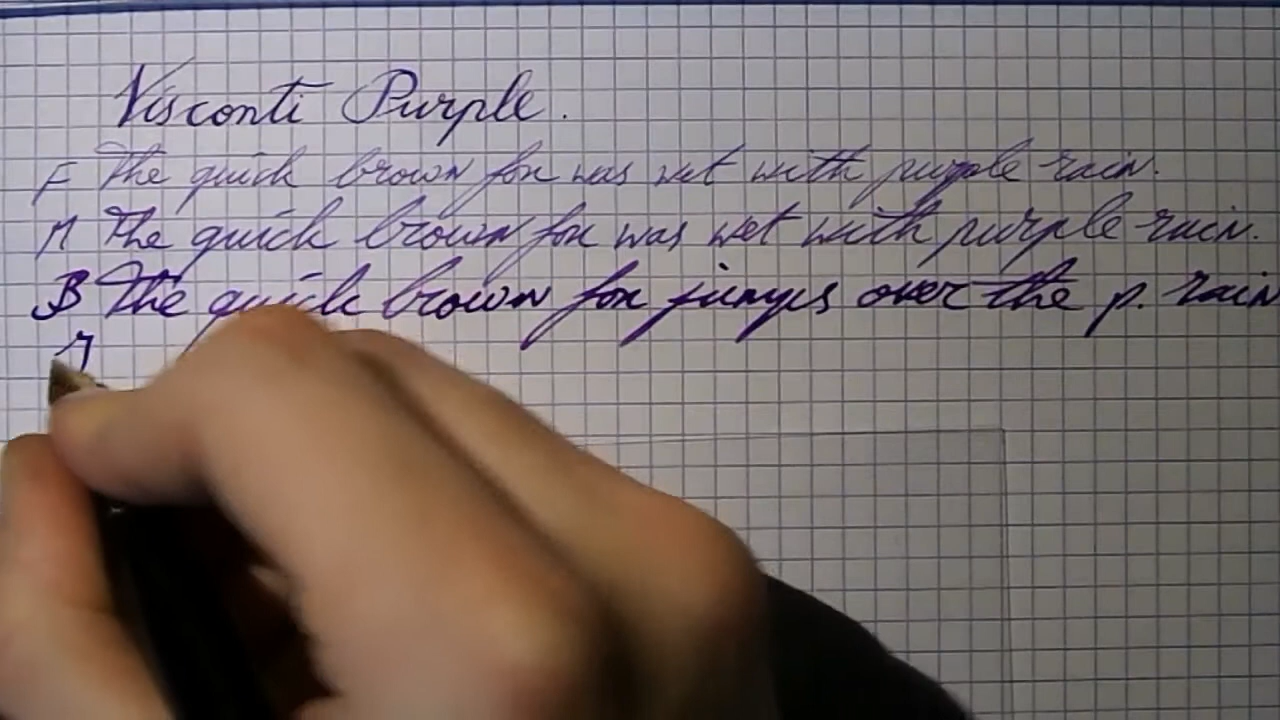 Visconti Purple.
F The quick brown fox was wet with purple rain.
M The quick brown fox was wet with purple rain.
B The quick brown fox jumps over the p. rain